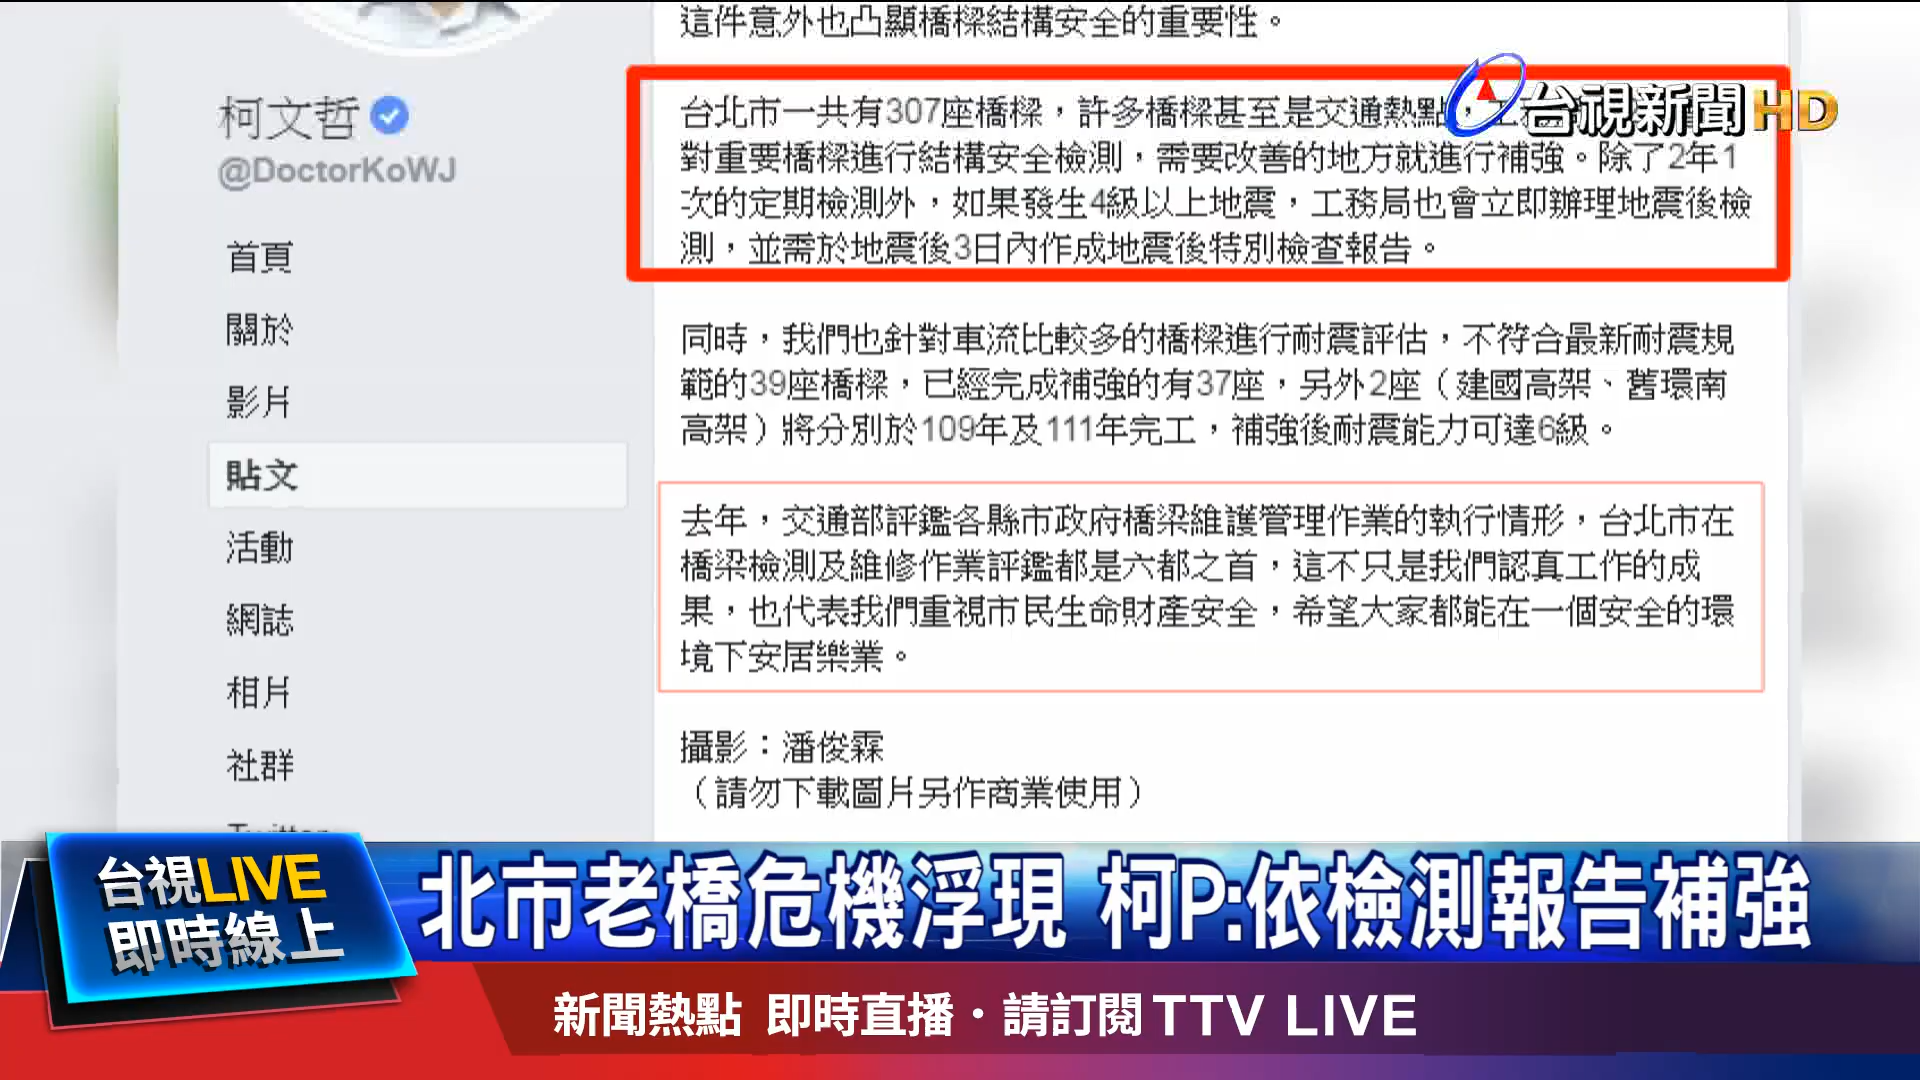 這件意外也凸顯橋樑結構安全的重要性。
台視新聞HD
台北市一共有307座橋樑,許多橋樑甚至是交通熱點
對重要橋樑進行結構安全檢測,需要改善的地方就進行補強。除了2年1
次的定期檢測外,如果發生4級以上地震,工務局也會立即辦理地震後檢
測,並需於地震後3日內作成地震後特別檢查報告。
同時,我們也針對車流比較多的橋樑進行耐震評估,不符合最新耐震規
範的39座橋樑,已經完成補強的有37座,另外2座(建國高架、舊環南
高架)將分別於109年及111年完工,補強後耐震能力可達6級。
去年,交通部評鑑各縣市政府橋梁維護管理作業的執行情形,台北市在
橋梁檢測及維修作業評鑑都是六都之首,這不只是我們認真工作的成
果,也代表我們重視市民生命財產安全,希望大家都能在一個安全的環
境下安居樂業。
攝影:潘俊霖
(請勿下載圖片另作商業使用)
柯文哲
@DoctorKoWJ
首頁
關於
影片
貼文
活動
網誌
相片
社群
Twitter
台視LIVE
即時線上
北市老橋危機浮現 柯P:依檢測報告補強
新聞熱點 即時直播・請訂閱TTV LIVE